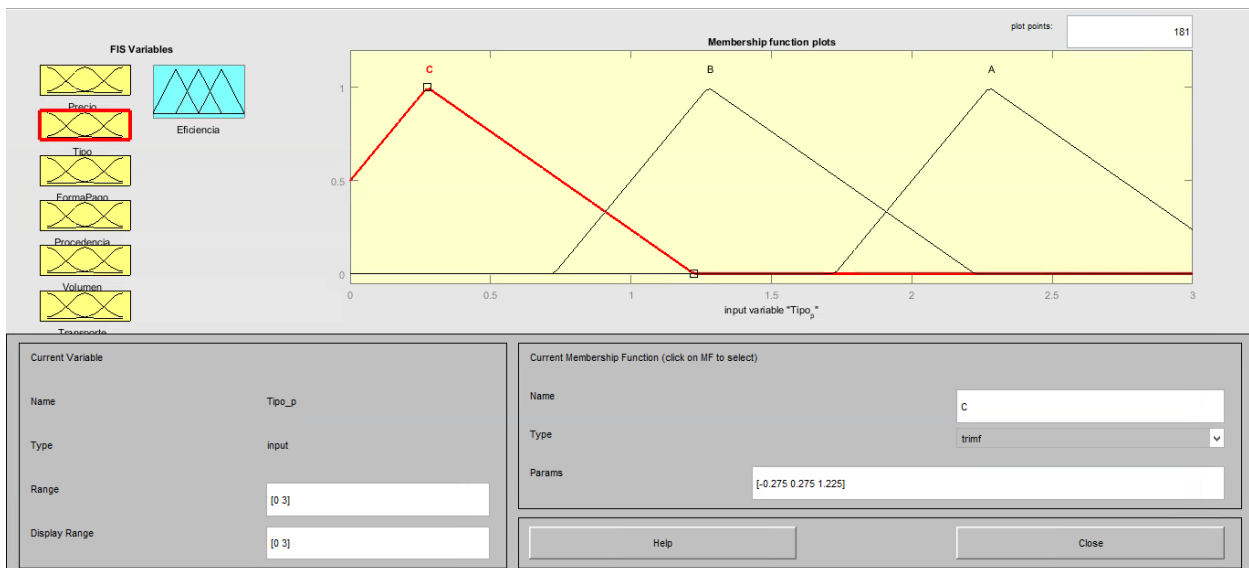 plot points:
181
FIS Variables
Membership function plots
Precio
Tipo
FormaPago
Procedencia
Volumen
Transporte
Eficiencia
C
B
A
1
0.5
0
0 0.5 1 1.5 2 2.5 3
input variable "Tipo_p"
Current Variable
Name Tipo_p
Type input
Range [0 3]
Display Range [0 3]
Current Membership Function (click on MF to select)
Name C
Type trimf
Params [-0.275 0.275 1.225]
Help
Close